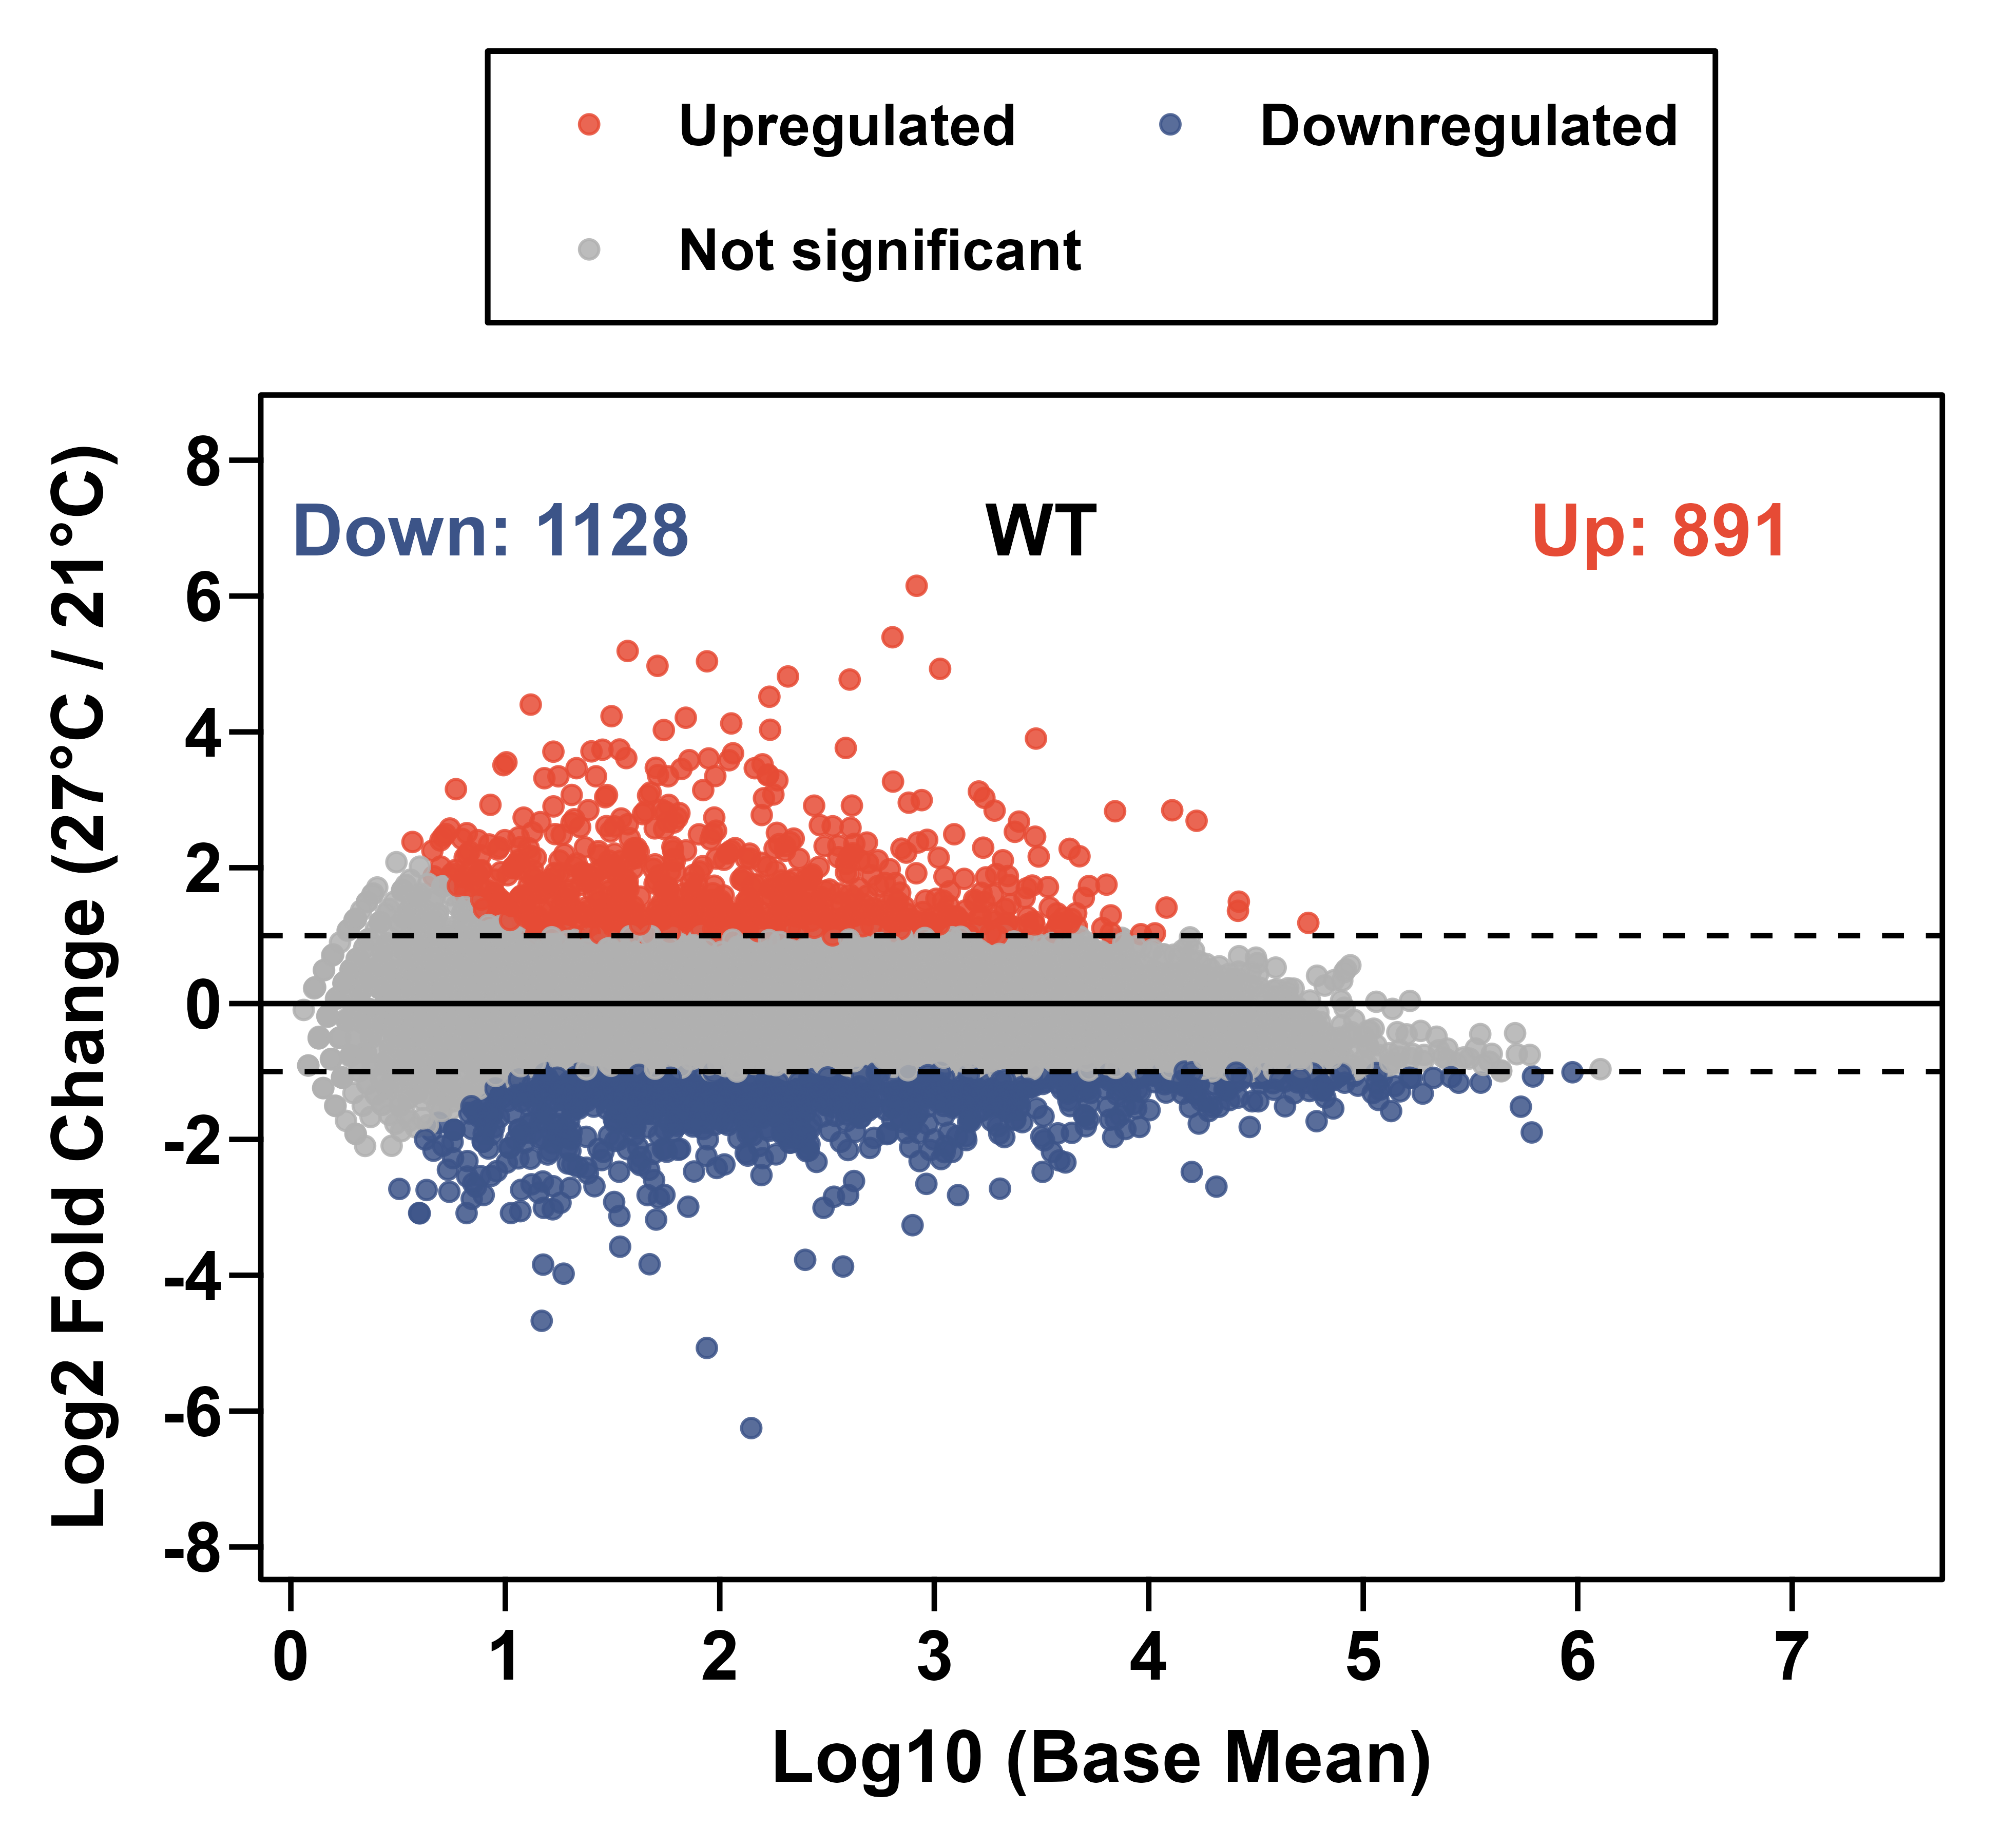 Upregulated
Downregulated
Not significant
Down: 1128
WT
Up: 891
Log2 Fold Change (27°C / 21°C)
8
6
4
2
0
-2
-4
-6
-8
0 1 2 3 4 5 6 7
Log10 (Base Mean)